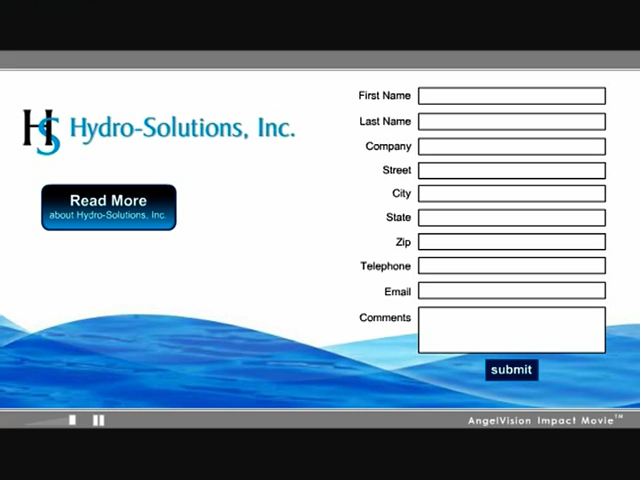 HS Hydro-Solutions, Inc.
Read More
about Hydro-Solutions, Inc.
First Name
Last Name
Company
Street
City
State
Zip
Telephone
Email
Comments
submit
AngelVision Impact Movie™